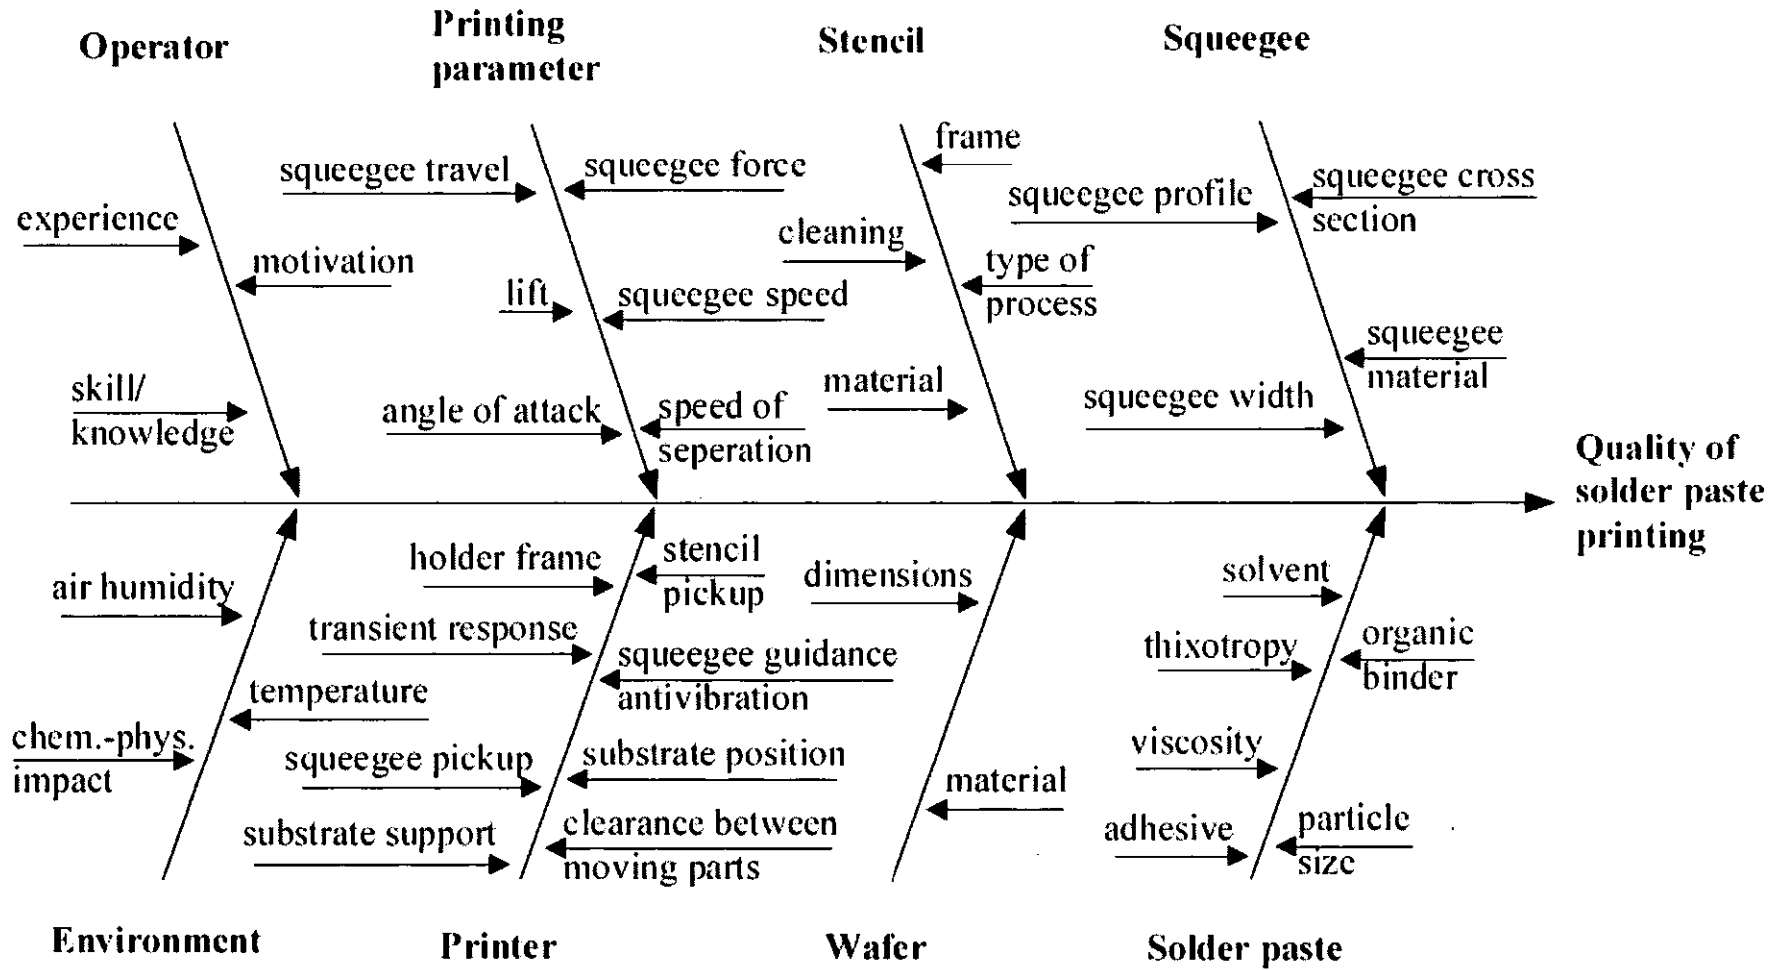 Operator
Printing
parameter
Stencil
Squeegee
experience
motivation
skill/
knowledge
squeegee travel
squeegee force
lift
squeegee speed
angle of attack
speed of
seperation
frame
cleaning
type of
process
material
squeegee profile
squeegee cross
section
squeegee
material
squeegee width
Quality of
solder paste
printing
air humidity
temperature
chem.-phys.
impact
holder frame
stencil
pickup
transient response
squeegee guidance
antivibration
squeegee pickup
substrate position
substrate support
clearance between
moving parts
dimensions
material
solvent
thixotropy
organic
binder
viscosity
adhesive
particle
size
Environment
Printer
Wafer
Solder paste